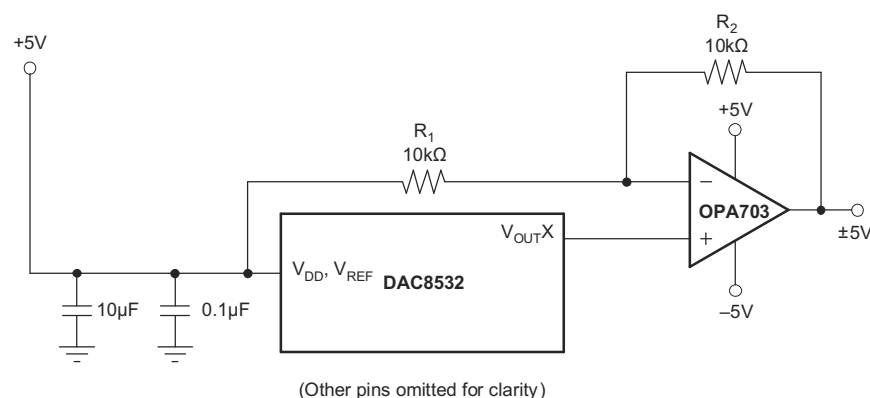 +5V
R2
10kΩ
+5V
R1
10kΩ
−
OPA703
±5V
VOUTX
+
VDD, VREF
DAC8532
10µF
0.1µF
–5V
(Other pins omitted for clarity)